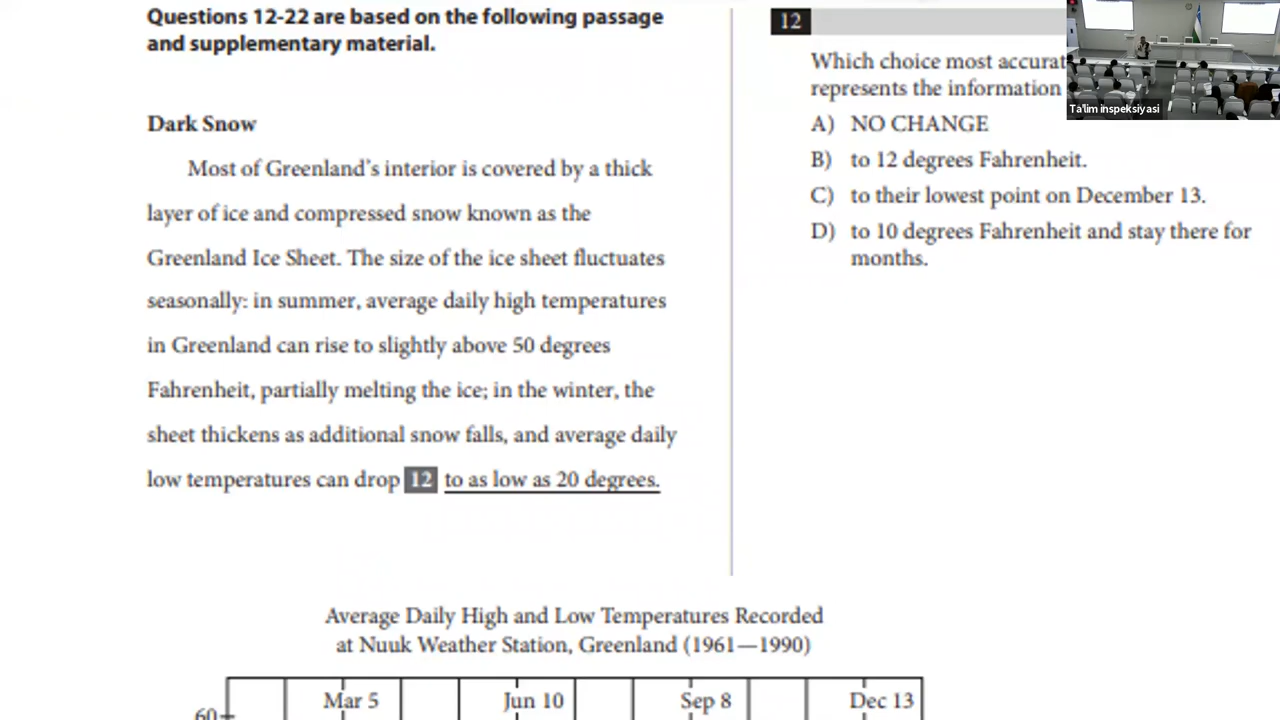 Questions 12-22 are based on the following passage
and supplementary material.
Dark Snow
Most of Greenland's interior is covered by a thick
layer of ice and compressed snow known as the
Greenland Ice Sheet. The size of the ice sheet fluctuates
seasonally: in summer, average daily high temperatures
in Greenland can rise to slightly above 50 degrees
Fahrenheit, partially melting the ice; in the winter, the
sheet thickens as additional snow falls, and average daily
low temperatures can drop 12 to as low as 20 degrees.
12
Which choice most accurat
represents the information
A) NO CHANGE
B) to 12 degrees Fahrenheit.
C) to their lowest point on December 13.
D) to 10 degrees Fahrenheit and stay there for
months.
Ta'lim inspeksiyasi
Average Daily High and Low Temperatures Recorded
at Nuuk Weather Station, Greenland (1961—1990)
Mar 5 Jun 10 Sep 8 Dec 13
60